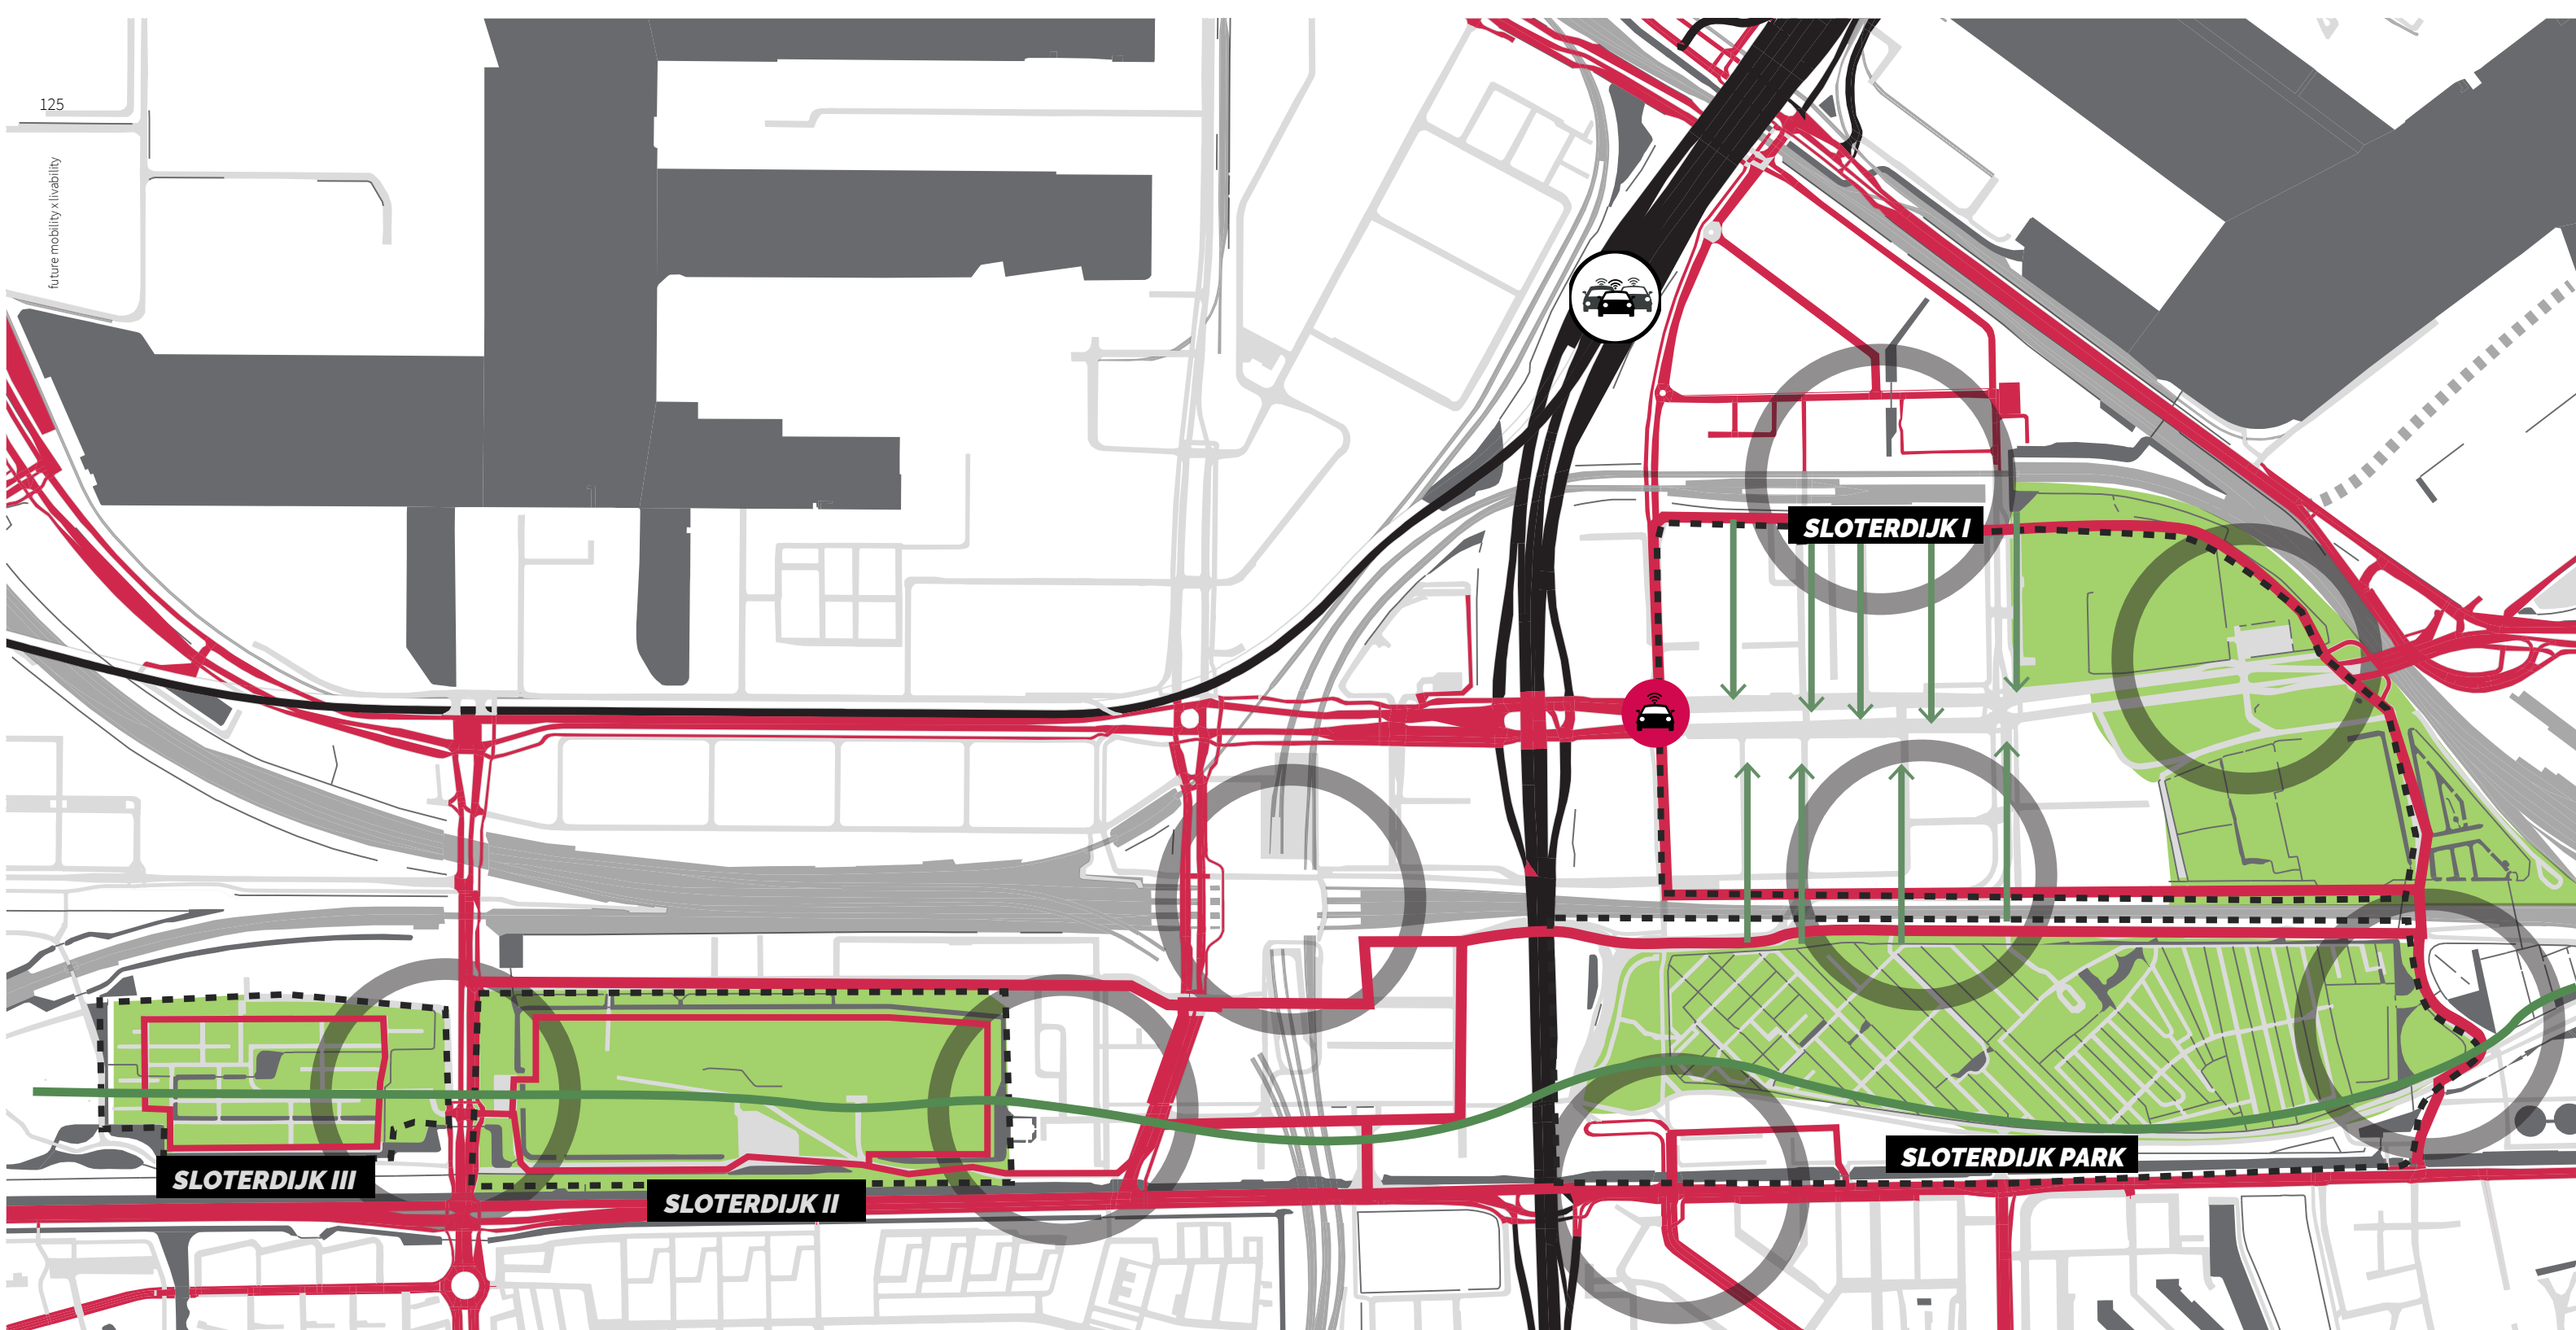 125
future mobility x livability
SLOTERDIJK I
SLOTERDIJK PARK
SLOTERDIJK III
SLOTERDIJK II